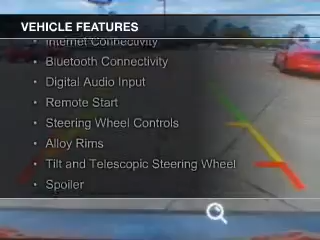 VEHICLE FEATURES
• Internet Connectivity
• Bluetooth Connectivity
• Digital Audio Input
• Remote Start
• Steering Wheel Controls
• Alloy Rims
• Tilt and Telescopic Steering Wheel
• Spoiler